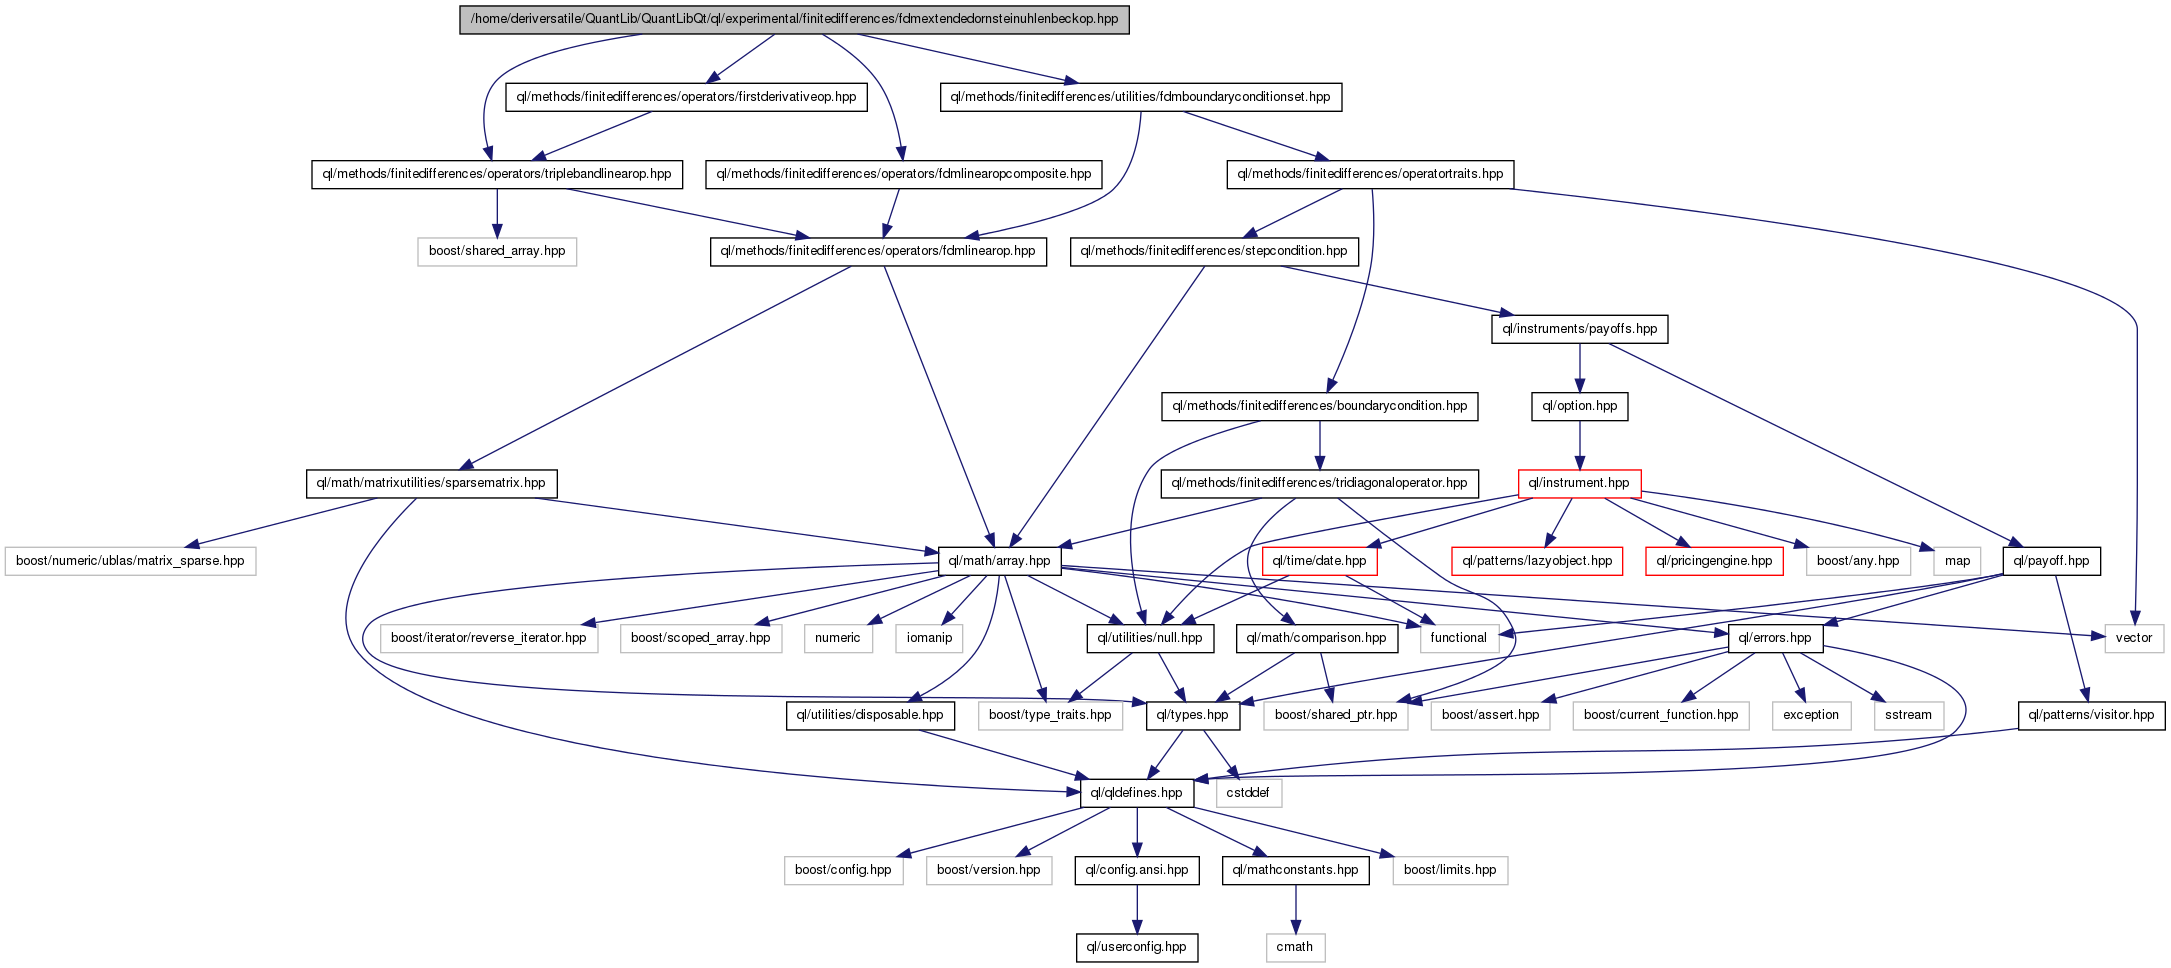 /home/deriversatile/QuantLib/QuantLibQt/ql/experimental/finitedifferences/fdmextendedornsteinuhlenbeckop.hpp
ql/methods/finitedifferences/operators/firstderivativeop.hpp
ql/methods/finitedifferences/utilities/fdmboundaryconditionset.hpp
ql/methods/finitedifferences/operators/triplebandlinearop.hpp
ql/methods/finitedifferences/operators/fdmlinearopcomposite.hpp
ql/methods/finitedifferences/operatortraits.hpp
boost/shared_array.hpp
ql/methods/finitedifferences/operators/fdmlinearop.hpp
ql/methods/finitedifferences/stepcondition.hpp
ql/instruments/payoffs.hpp
ql/methods/finitedifferences/boundarycondition.hpp
ql/option.hpp
ql/math/matrixutilities/sparsematrix.hpp
ql/methods/finitedifferences/tridiagonaloperator.hpp
ql/instrument.hpp
boost/numeric/ublas/matrix_sparse.hpp
ql/math/array.hpp
ql/time/date.hpp
ql/patterns/lazyobject.hpp
ql/pricingengine.hpp
boost/any.hpp
map
ql/payoff.hpp
boost/iterator/reverse_iterator.hpp
boost/scoped_array.hpp
numeric
iomanip
ql/utilities/null.hpp
ql/math/comparison.hpp
functional
ql/errors.hpp
vector
ql/utilities/disposable.hpp
boost/type_traits.hpp
ql/types.hpp
boost/shared_ptr.hpp
boost/assert.hpp
boost/current_function.hpp
exception
sstream
ql/patterns/visitor.hpp
ql/qldefines.hpp
cstddef
boost/config.hpp
boost/version.hpp
ql/config.ansi.hpp
ql/mathconstants.hpp
boost/limits.hpp
ql/userconfig.hpp
cmath